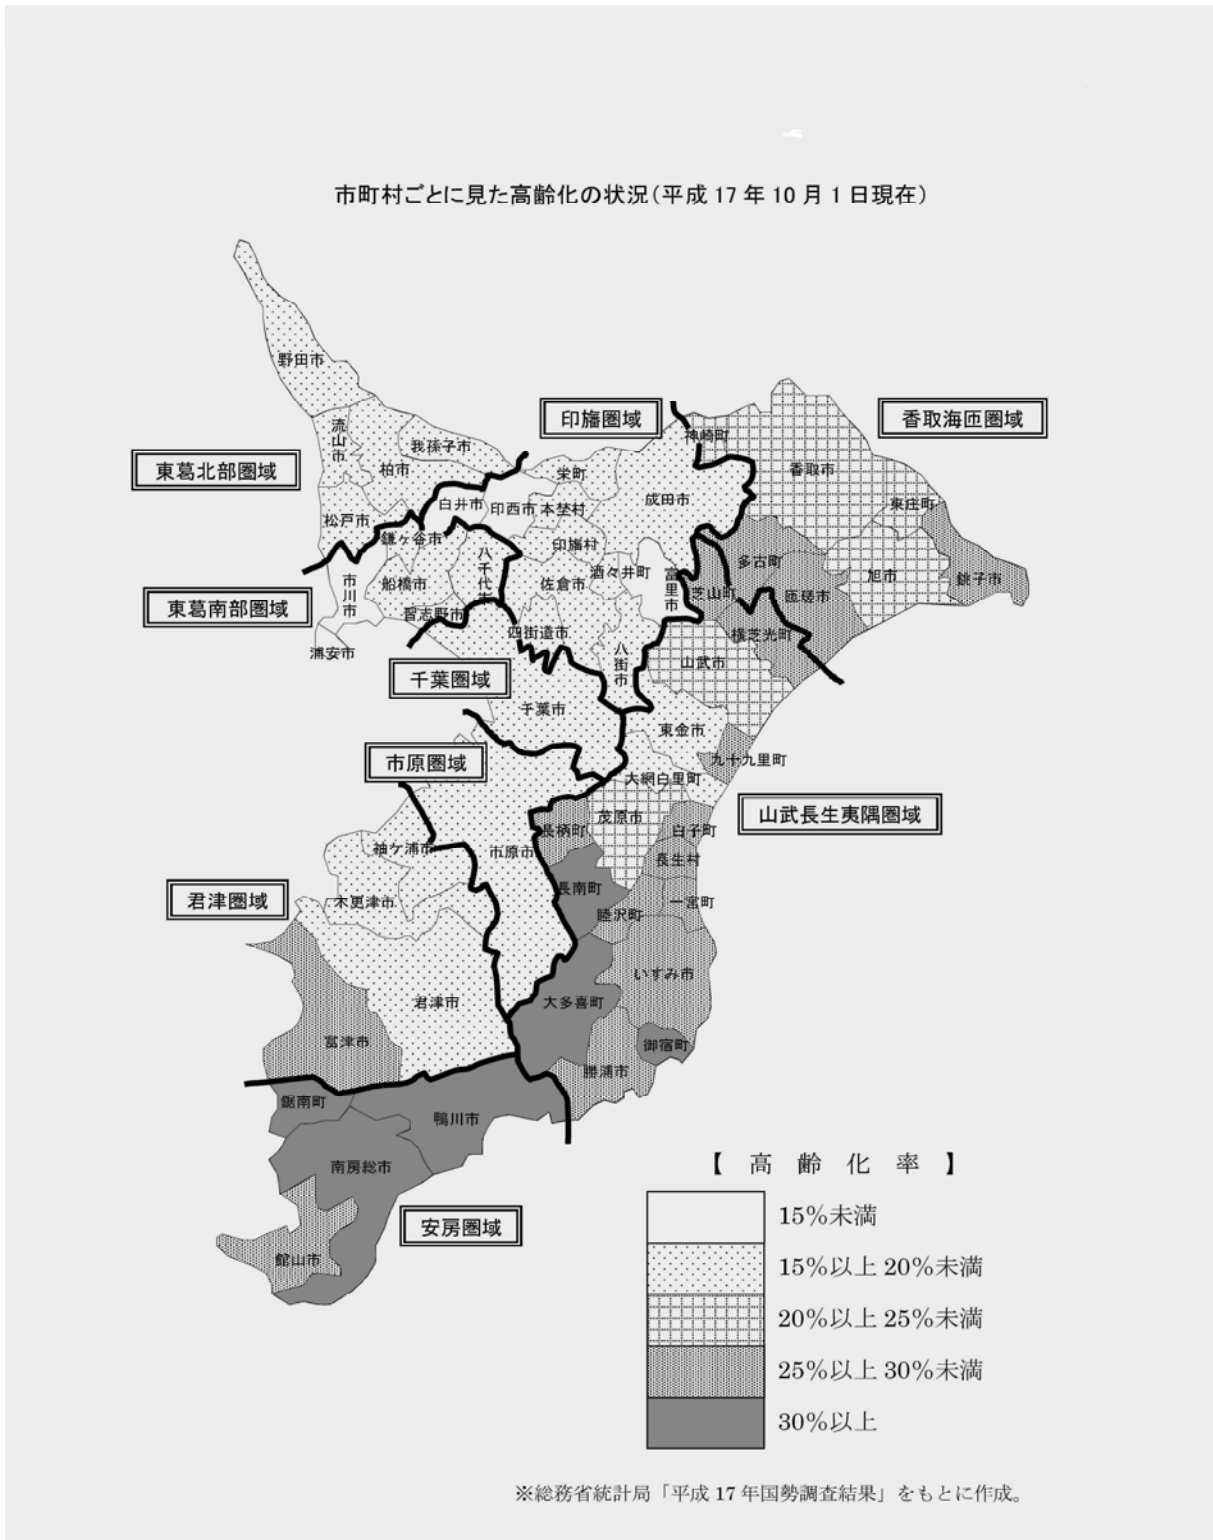 市町村ごとに見た高齢化の状況（平成 17 年 10 月 1 日現在）
野田市
印旛圏域
香取海匝圏域
流山市
我孫子市
神崎町
東葛北部圏域
柏市
栄町
香取市
成田市
白井市
印西市
本埜村
東庄町
松戸市
鎌ヶ谷市
印旛村
八千代市
多古町
市川市
船橋市
佐倉市
酒々井町
富里市
旭市
銚子市
芝山町
匝瑳市
東葛南部圏域
習志野市
四街道市
横芝光町
浦安市
八街市
山武市
千葉圏域
千葉市
東金市
市原圏域
九十九里町
大網白里町
山武長生夷隅圏域
茂原市
長柄町
白子町
袖ケ浦市
市原市
長生村
君津圏域
木更津市
長南町
睦沢町
一宮町
いすみ市
君津市
大多喜町
富津市
御宿町
勝浦市
鋸南町
鴨川市
南房総市
安房圏域
館山市
【 高 齢 化 率 】
15%未満
15%以上 20%未満
20%以上 25%未満
25%以上 30%未満
30%以上
※総務省統計局「平成 17 年国勢調査結果」をもとに作成。